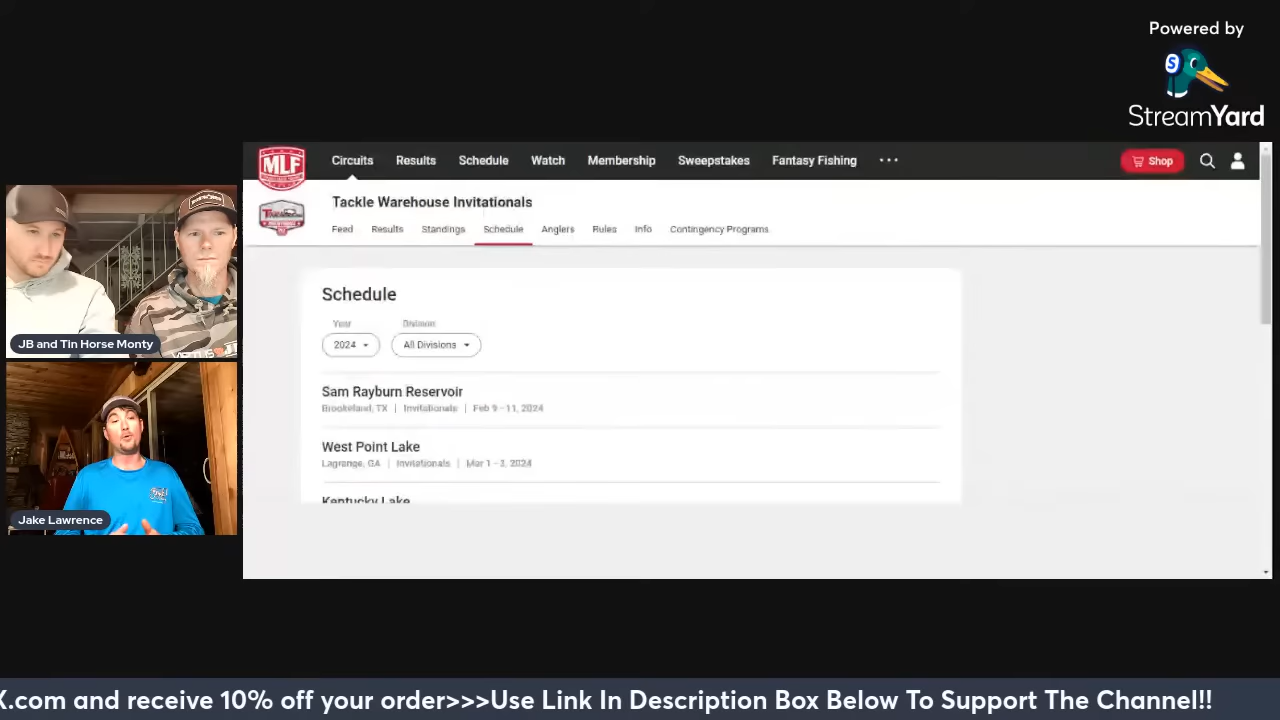 Powered by
S
StreamYard
MLF
Circuits Results Schedule Watch Membership Sweepstakes Fantasy Fishing ••• Shop
Tackle Warehouse Invitationals
Feed Results Standings Schedule Anglers Rules Info Contingency Programs
Schedule
Year Division
2024 All Divisions
Sam Rayburn Reservoir
Brookeland, TX | Invitationals | Feb 9–11, 2024
West Point Lake
Lagrange, GA | Invitationals | Mar 1–3, 2024
Kentucky Lake
JB and Tin Horse Monty
Jake Lawrence
X.com and receive 10% off your order>>>Use Link In Description Box Below To Support The Channel!!